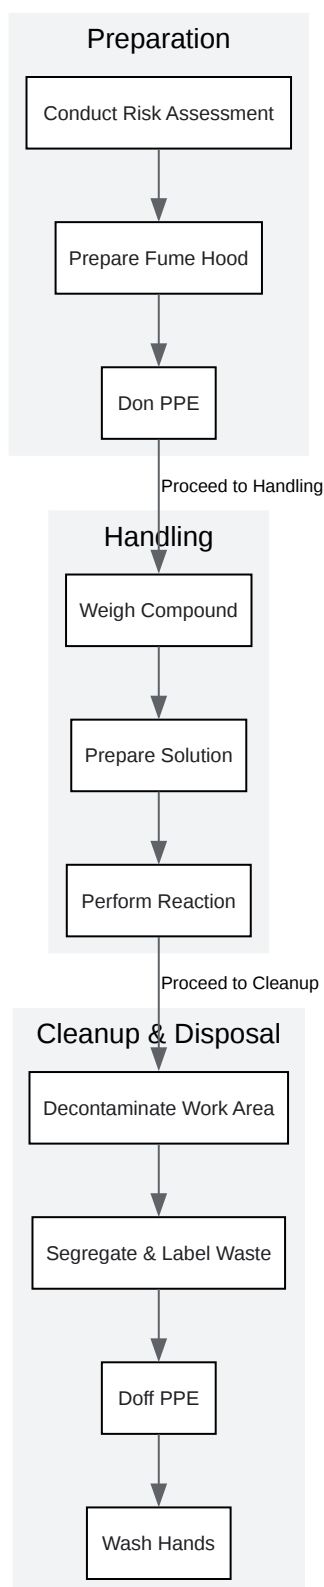 Preparation
Conduct Risk Assessment
Prepare Fume Hood
Don PPE
Proceed to Handling
Handling
Weigh Compound
Prepare Solution
Perform Reaction
Proceed to Cleanup
Cleanup & Disposal
Decontaminate Work Area
Segregate & Label Waste
Doff PPE
Wash Hands